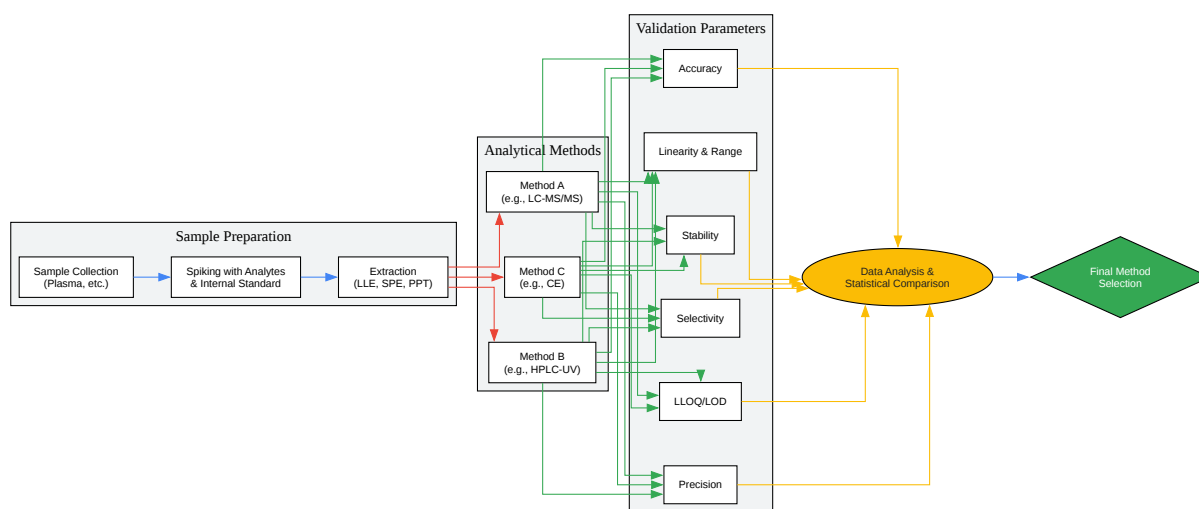 Sample Preparation
Sample Collection
(Plasma, etc.)
Spiking with Analytes
& Internal Standard
Extraction
(LLE, SPE, PPT)
Analytical Methods
Method A
(e.g., LC-MS/MS)
Method C
(e.g., CE)
Method B
(e.g., HPLC-UV)
Validation Parameters
Accuracy
Linearity & Range
Stability
Selectivity
LLOQ/LOD
Precision
Data Analysis &
Statistical Comparison
Final Method
Selection